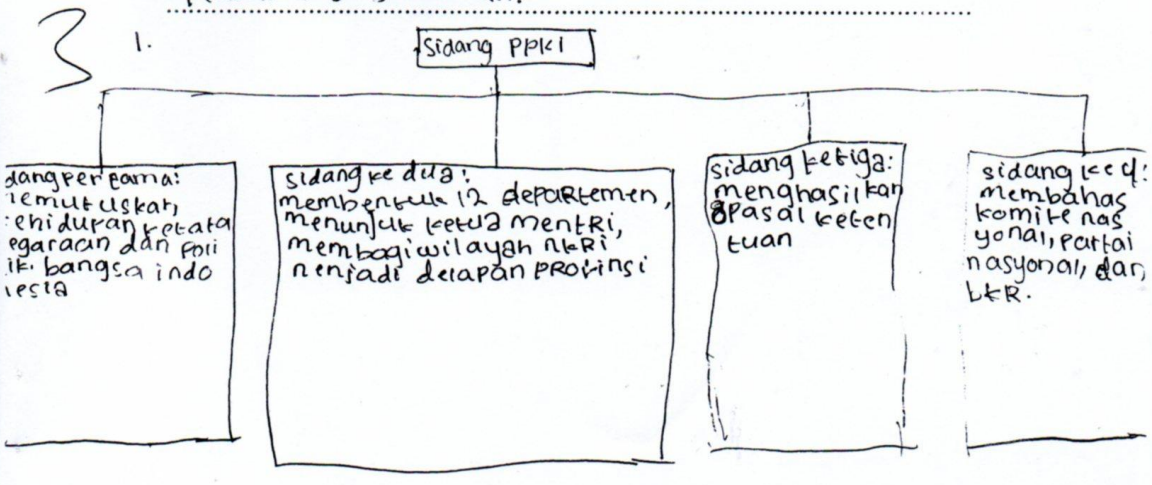 3 1.
sidang PPKI
dang pertama:
kehidupan ketata
egaraan dan poli
ik. bangsa indo
esia
sidang kedua:
membentuk 12 departemen,
menunjuk ketua mentri,
membagi wilayah nkri
menjadi delapan provinsi
sidang ketiga:
menghasilkan
8 Pasal keten
tuan
sidang ke 4:
membahas
komite nas
yonal, partai
nasyonal, dan
bkR.